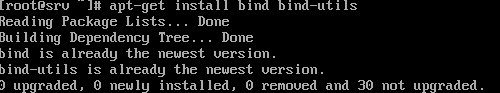 [root@srv ~]# apt-get install bind bind-utils
Reading Package Lists... Done
Building Dependency Tree... Done
bind is already the newest version.
bind-utils is already the newest version.
0 upgraded, 0 newly installed, 0 removed and 30 not upgraded.